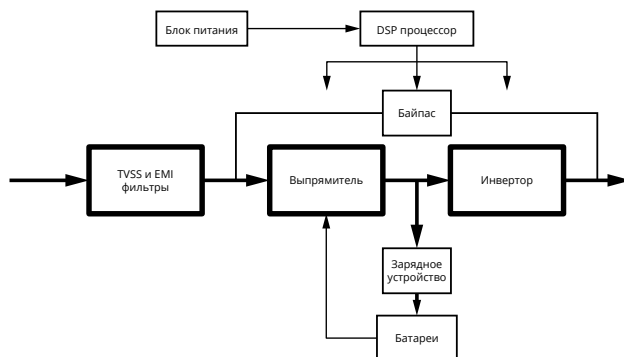 Блок питания
DSP процессор
Байпас
TVSS и EMI
фильтры
Выпрямитель
Инвертор
Зарядное
устройство
Батареи